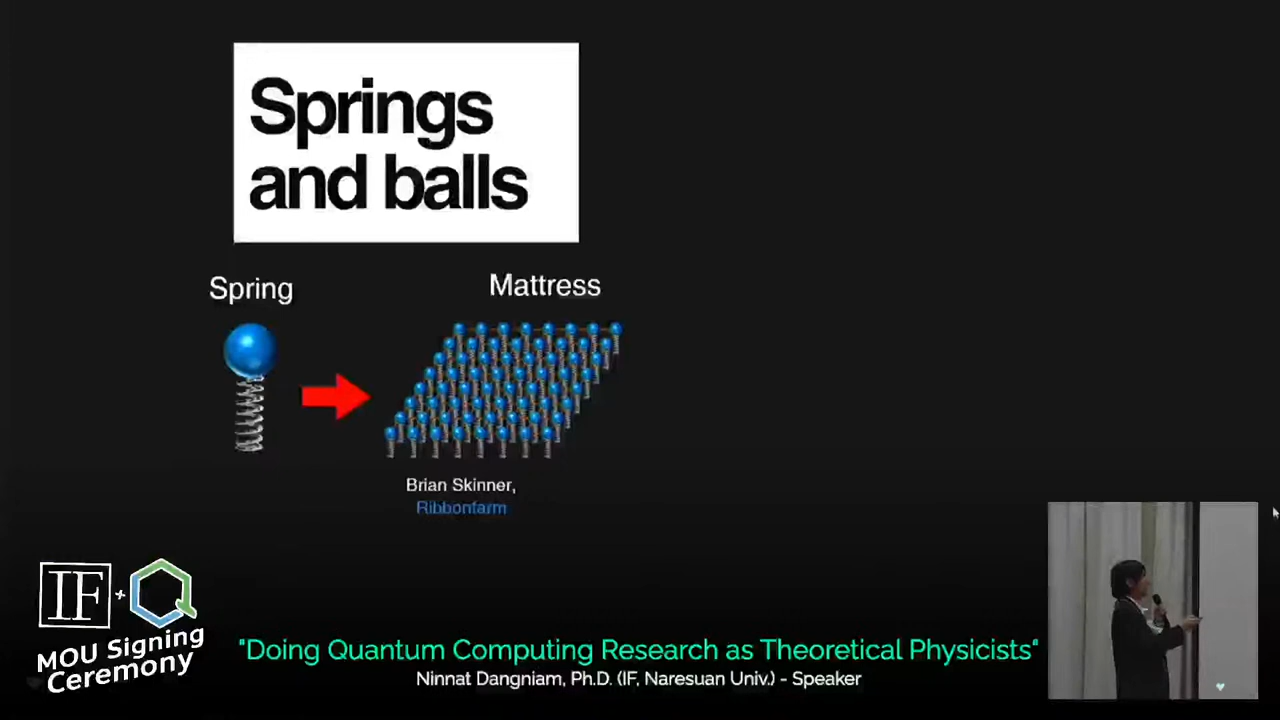 Springs
and balls
Spring
Mattress
Brian Skinner,
Ribbonfarm
IF+Q
MOU Signing
Ceremony
"Doing Quantum Computing Research as Theoretical Physicists"
Ninnat Dangniam, Ph.D. (IF, Naresuan Univ.) - Speaker